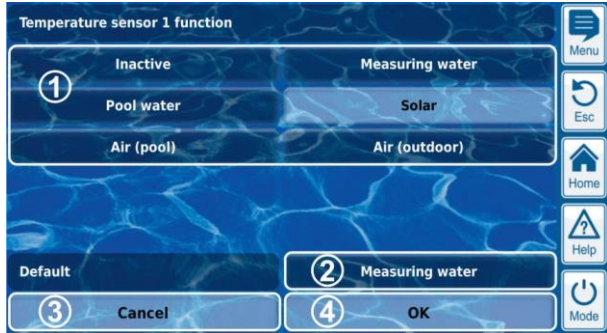 Temperature sensor 1 function
Menu
1
Inactive
Measuring water
Pool water
Solar
Esc
Air (pool)
Air (outdoor)
Home
Help
Default
2 Measuring water
3 Cancel
4 OK
Mode